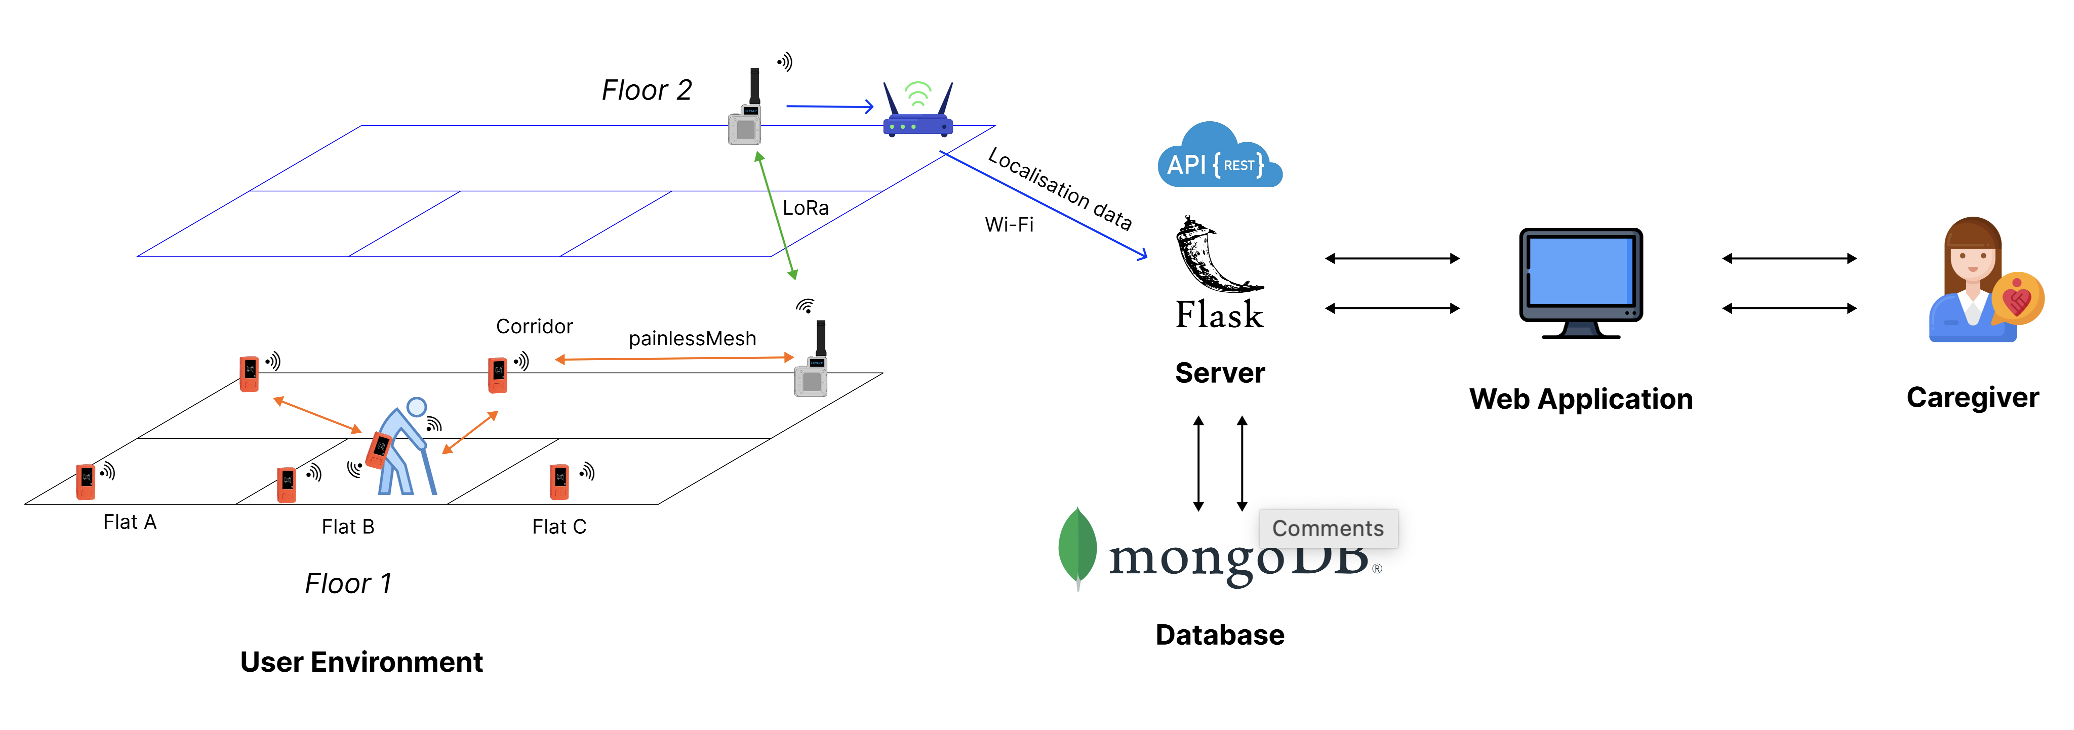 Floor 2
API {REST}
Localisation data
LoRa
Wi-Fi
Flask
Corridor
painlessMesh
Server
Web Application
Caregiver
Flat A
Flat B
Flat C
Comments
mongoDB®
Floor 1
Database
User Environment